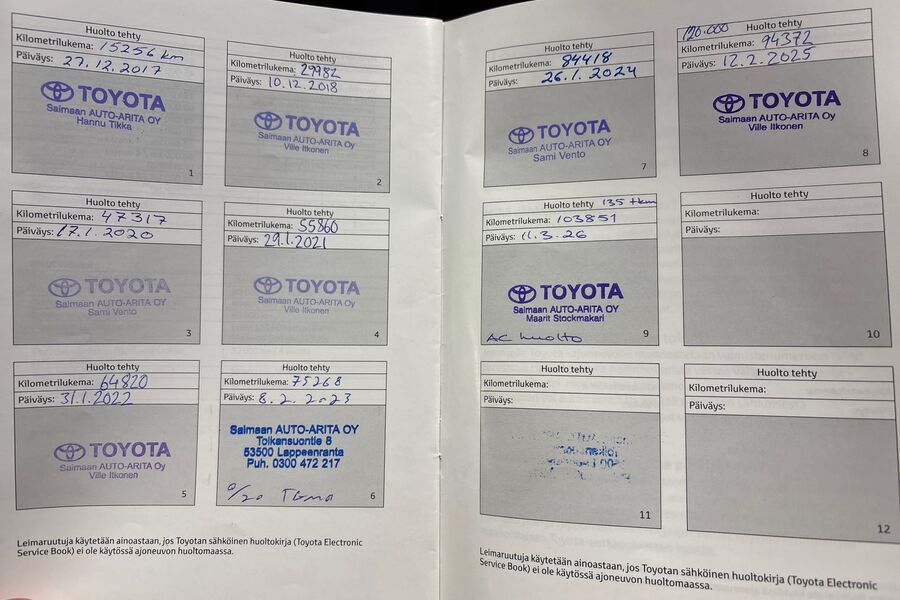 Huolto tehty
Kilometrilukema: 15256 km
Päiväys: 27.12.2017
TOYOTA
Saimaan AUTO-ARITA OY
Hannu Tikka
1
Huolto tehty
Kilometrilukema: 29982
Päiväys: 10.12.2018
TOYOTA
Saimaan AUTO-ARITA Oy
Ville Itkonen
2
Huolto tehty
Kilometrilukema: 47317
Päiväys: 17.1.2020
TOYOTA
Saimaan AUTO-ARITA OY
Sami Vento
3
Huolto tehty
Kilometrilukema: 55860
Päiväys: 29.1.2021
TOYOTA
Saimaan AUTO-ARITA Oy
Ville Itkonen
4
Huolto tehty
Kilometrilukema: 64820
Päiväys: 31.1.2022
TOYOTA
Saimaan AUTO-ARITA Oy
Ville Itkonen
5
Huolto tehty
Kilometrilukema: 75268
Päiväys: 8.2.2023
Saimaan AUTO-ARITA OY
Toikansuontie 8
53500 Lappeenranta
Puh. 0300 472 217
0/20
6
Leimaruutuja käytetään ainoastaan, jos Toyotan sähköinen huoltokirja (Toyota Electronic
Service Book) ei ole käytössä ajoneuvon huoltomaassa.
Huolto tehty
Kilometrilukema: 84418
Päiväys: 26.1.2024
TOYOTA
Saimaan AUTO-ARITA OY
Sami Vento
7
120.000 Huolto tehty
Kilometrilukema: 94372
Päiväys: 12.2.2025
TOYOTA
Saimaan AUTO-ARITA Oy
Ville Itkonen
8
Huolto tehty 135 tkm
Kilometrilukema: 103851
Päiväys: 11.3.26
TOYOTA
Saimaan AUTO-ARITA OY
Maarit Stockmakari
AC huolto
9
Huolto tehty
Kilometrilukema:
Päiväys:
10
Huolto tehty
Kilometrilukema:
Päiväys:
11
Huolto tehty
Kilometrilukema:
Päiväys:
12
Leimaruutuja käytetään ainoastaan, jos Toyotan sähköinen huoltokirja (Toyota Electronic
Service Book) ei ole käytössä ajoneuvon huoltomaassa.